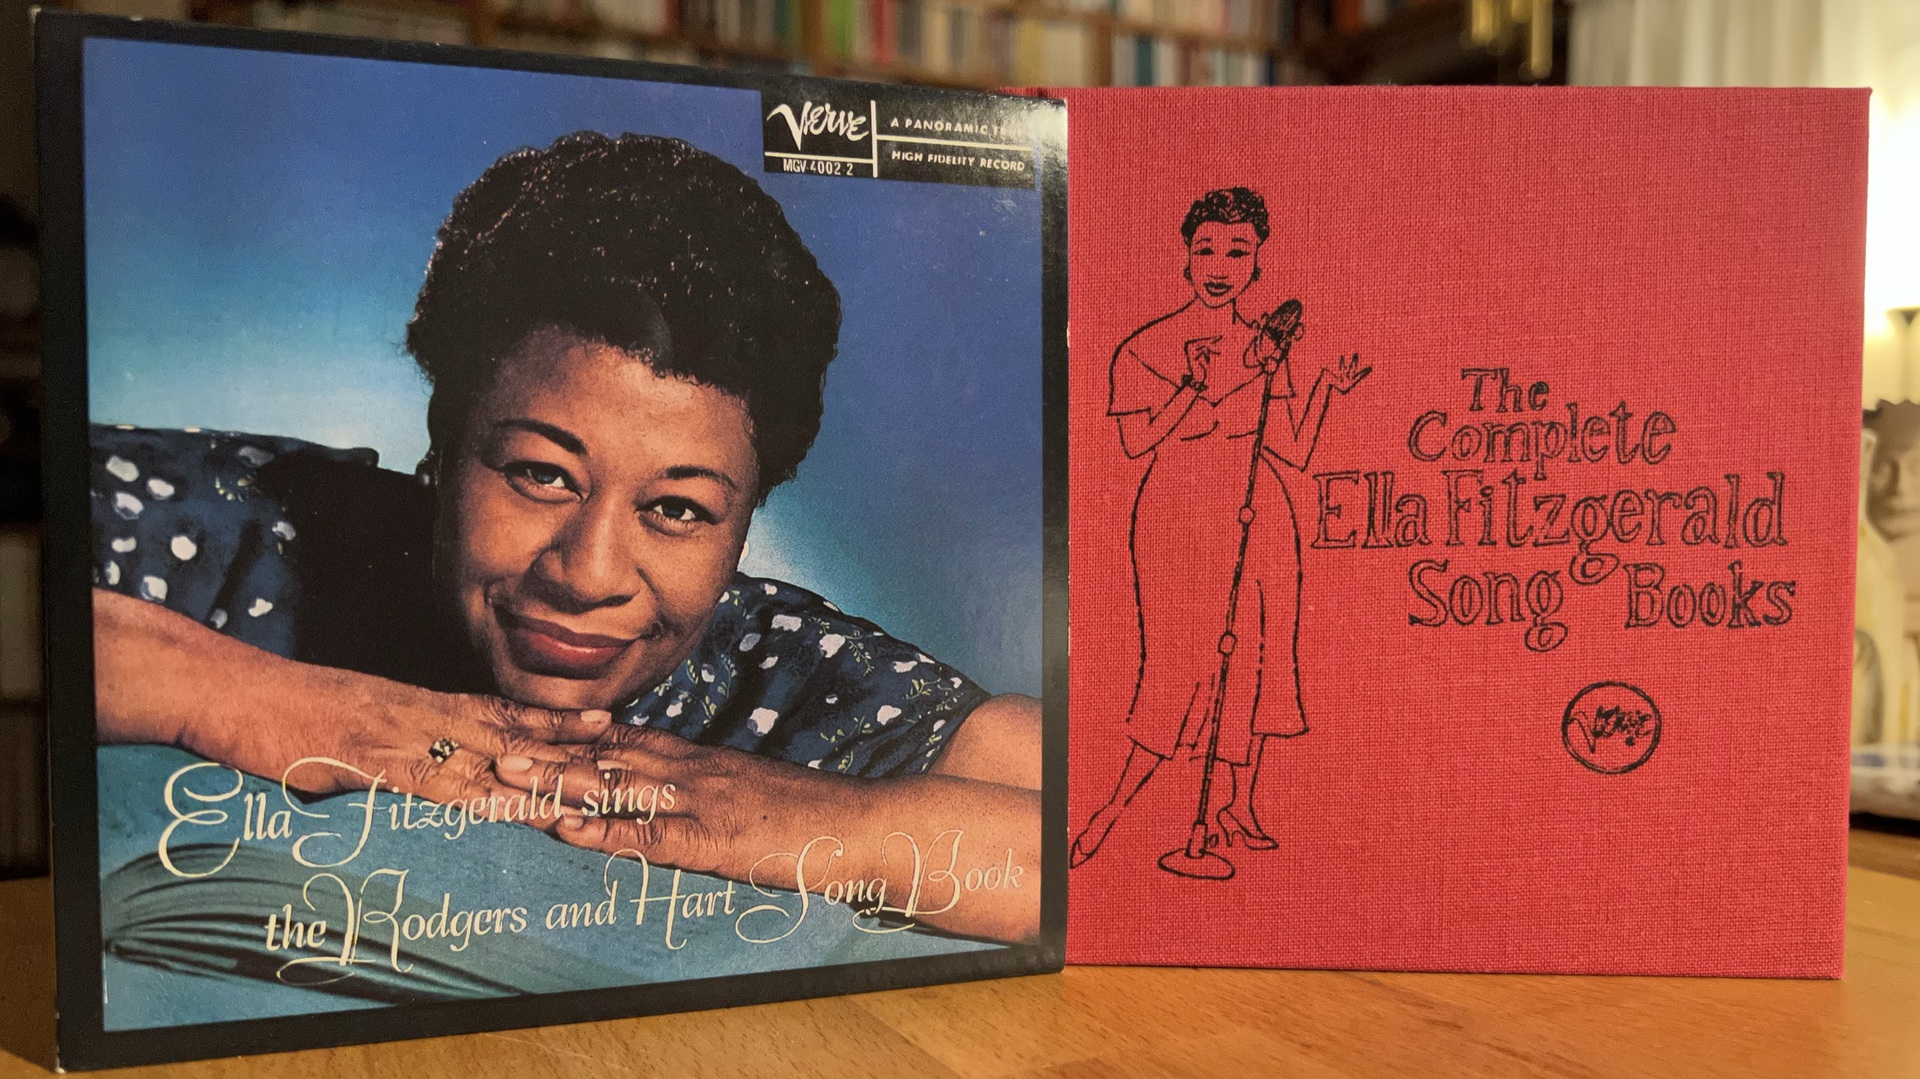 Verve
MGV-4002-2
A PANORAMIC
HIGH FIDELITY RECORD
Ella Fitzgerald sings
the Rodgers and Hart Song Book
The
Complete
Ella Fitzgerald
Song Books
Verve